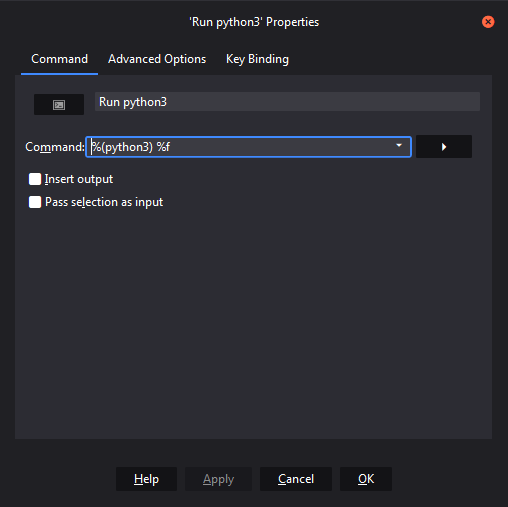 'Run python3' Properties
Command Advanced Options Key Binding
Run python3
Command: %(python3) %f
Insert output
Pass selection as input
Help Apply Cancel OK